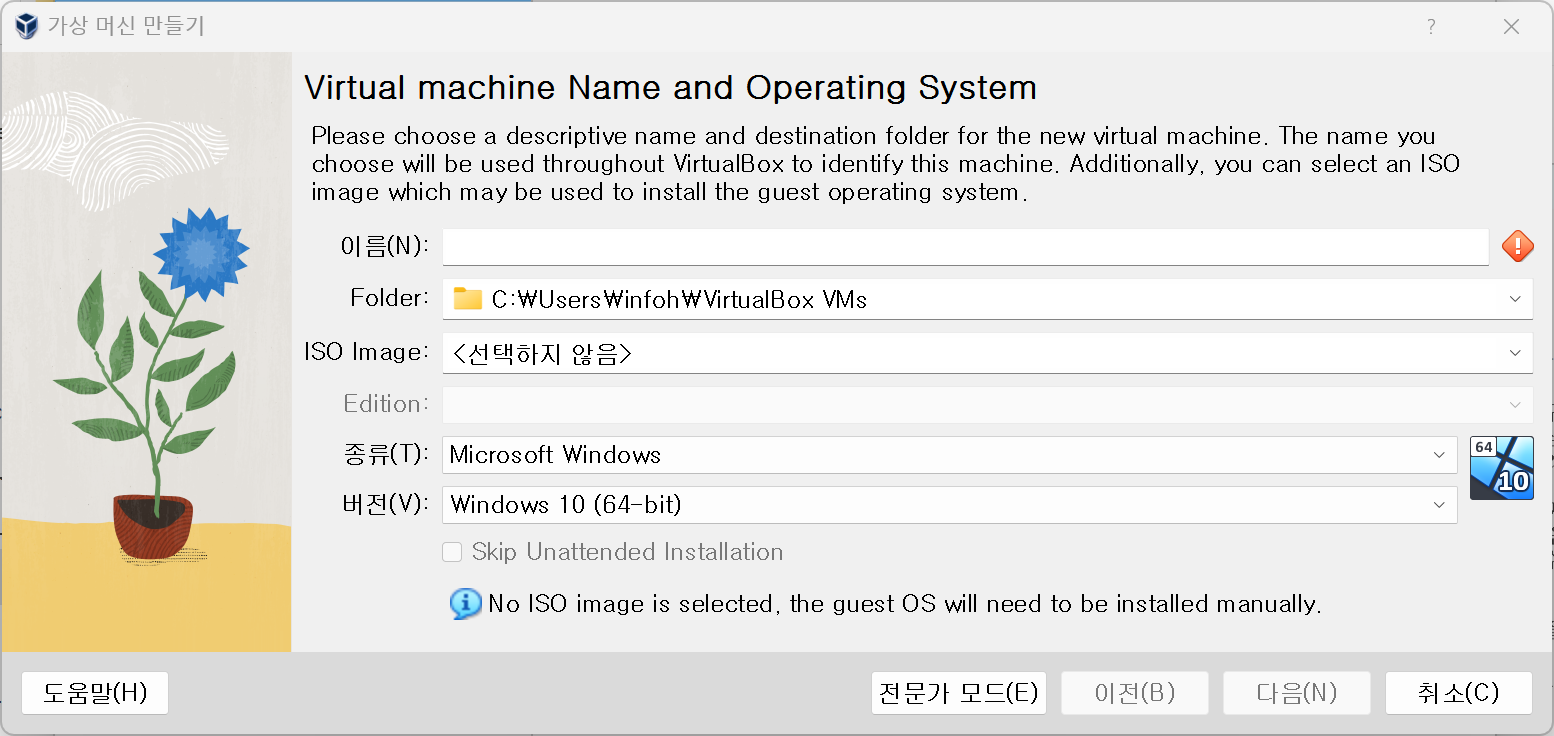 가상 머신 만들기
?
Virtual machine Name and Operating System
Please choose a descriptive name and destination folder for the new virtual machine. The name you
choose will be used throughout VirtualBox to identify this machine. Additionally, you can select an ISO
image which may be used to install the guest operating system.
이름(N):
Folder: C:₩Users₩infoh₩VirtualBox VMs
ISO Image: <선택하지 않음>
Edition:
종류(T): Microsoft Windows
64
10
버전(V): Windows 10 (64-bit)
Skip Unattended Installation
No ISO image is selected, the guest OS will need to be installed manually.
도움말(H) 전문가 모드(E) 이전(B) 다음(N) 취소(C)